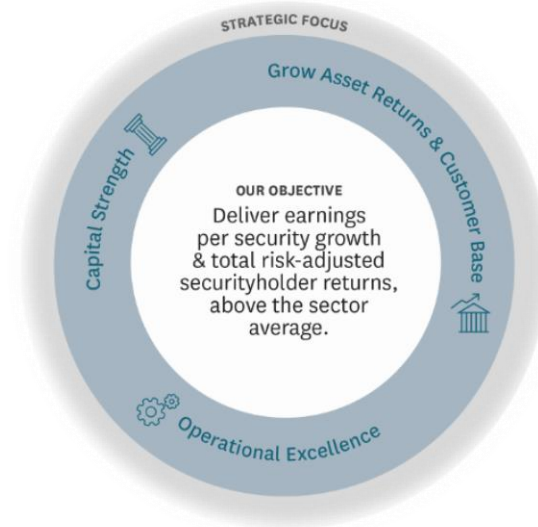 STRATEGIC FOCUS
Grow Asset Returns & Customer Base
Capital Strength
OUR OBJECTIVE
Deliver earnings
per security growth
& total risk-adjusted
securityholder returns,
above the sector
average.
Operational Excellence